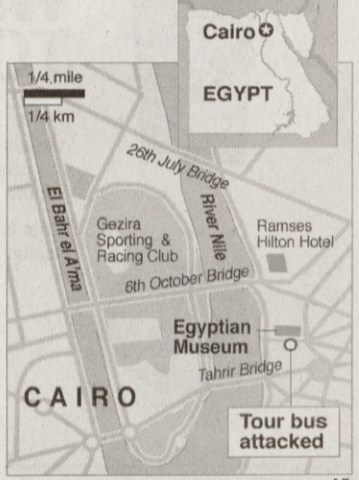 Cairo
EGYPT
1/4 mile
1/4 km
26th July Bridge
El Bahr el A'ma
River Nile
Gezira
Sporting &
Racing Club
Ramses
Hilton Hotel
6th October Bridge
Egyptian
Museum
Tahrir Bridge
CAIRO
Tour bus
attacked